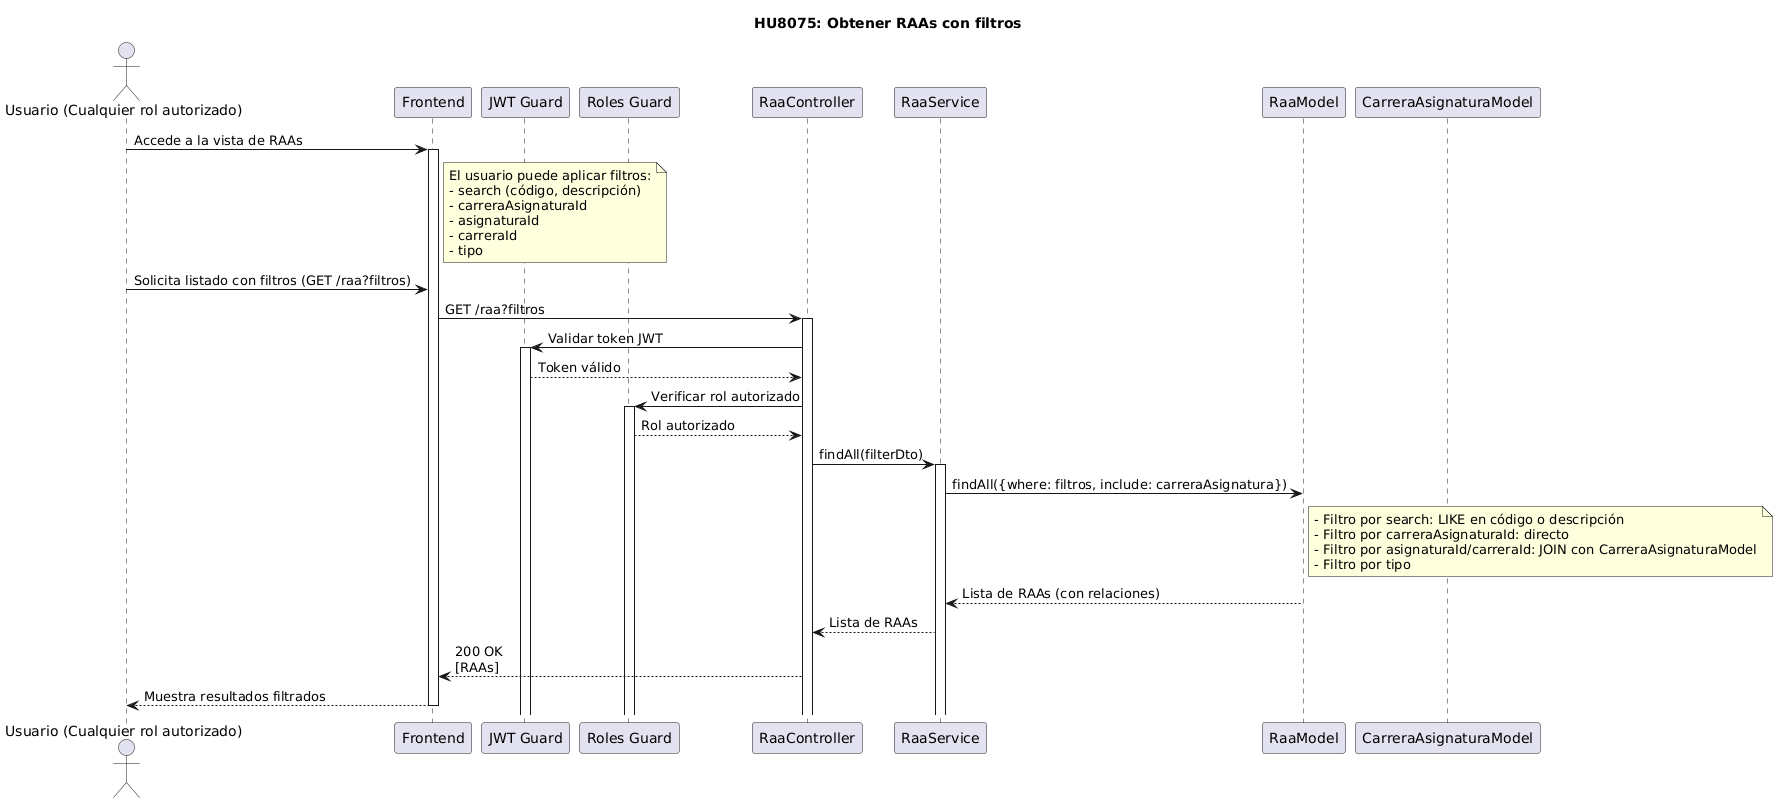 HU8075: Obtener RAAs con filtros
Usuario (Cualquier rol autorizado)
Frontend
JWT Guard
Roles Guard
RaaController
RaaService
RaaModel
CarreraAsignaturaModel
Accede a la vista de RAAs
El usuario puede aplicar filtros:
- search (código, descripción)
- carreraAsignaturaId
- asignaturaId
- carreraId
- tipo
Solicita listado con filtros (GET /raa?filtros)
GET /raa?filtros
Validar token JWT
Token válido
Verificar rol autorizado
Rol autorizado
findAll(filterDto)
findAll({where: filtros, include: carreraAsignatura})
- Filtro por search: LIKE en código o descripción
- Filtro por carreraAsignaturaId: directo
- Filtro por asignaturaId/carreraId: JOIN con CarreraAsignaturaModel
- Filtro por tipo
Lista de RAAs (con relaciones)
Lista de RAAs
200 OK
[RAAs]
Muestra resultados filtrados
Usuario (Cualquier rol autorizado)
Frontend
JWT Guard
Roles Guard
RaaController
RaaService
RaaModel
CarreraAsignaturaModel